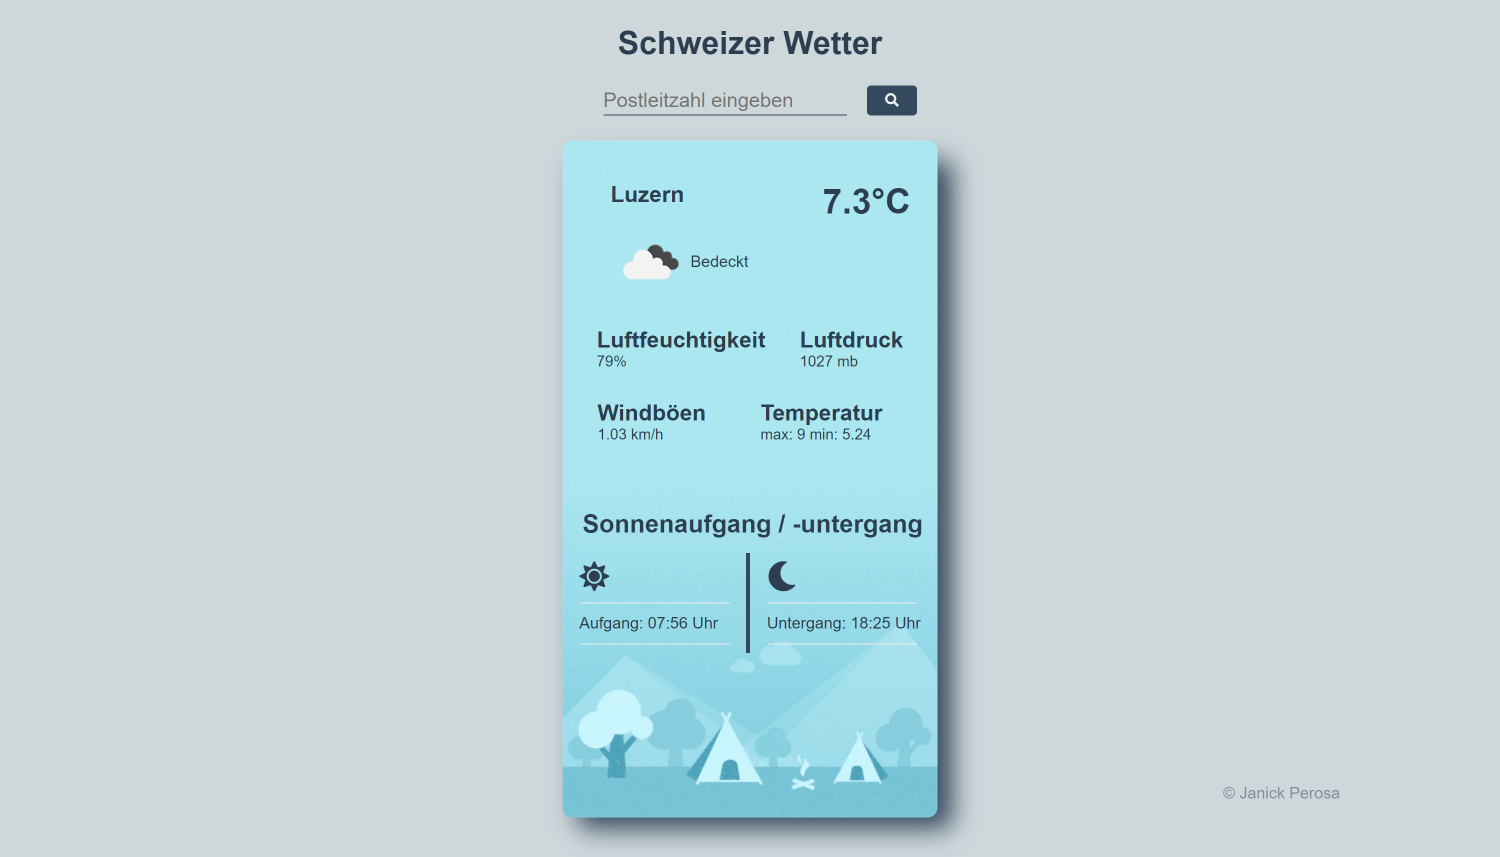 Schweizer Wetter
Postleitzahl eingeben
Luzern
7.3°C
Bedeckt
Luftfeuchtigkeit
79%
Luftdruck
1027 mb
Windböen
1.03 km/h
Temperatur
max: 9 min: 5.24
Sonnenaufgang / -untergang
Aufgang: 07:56 Uhr
Untergang: 18:25 Uhr
© Janick Perosa